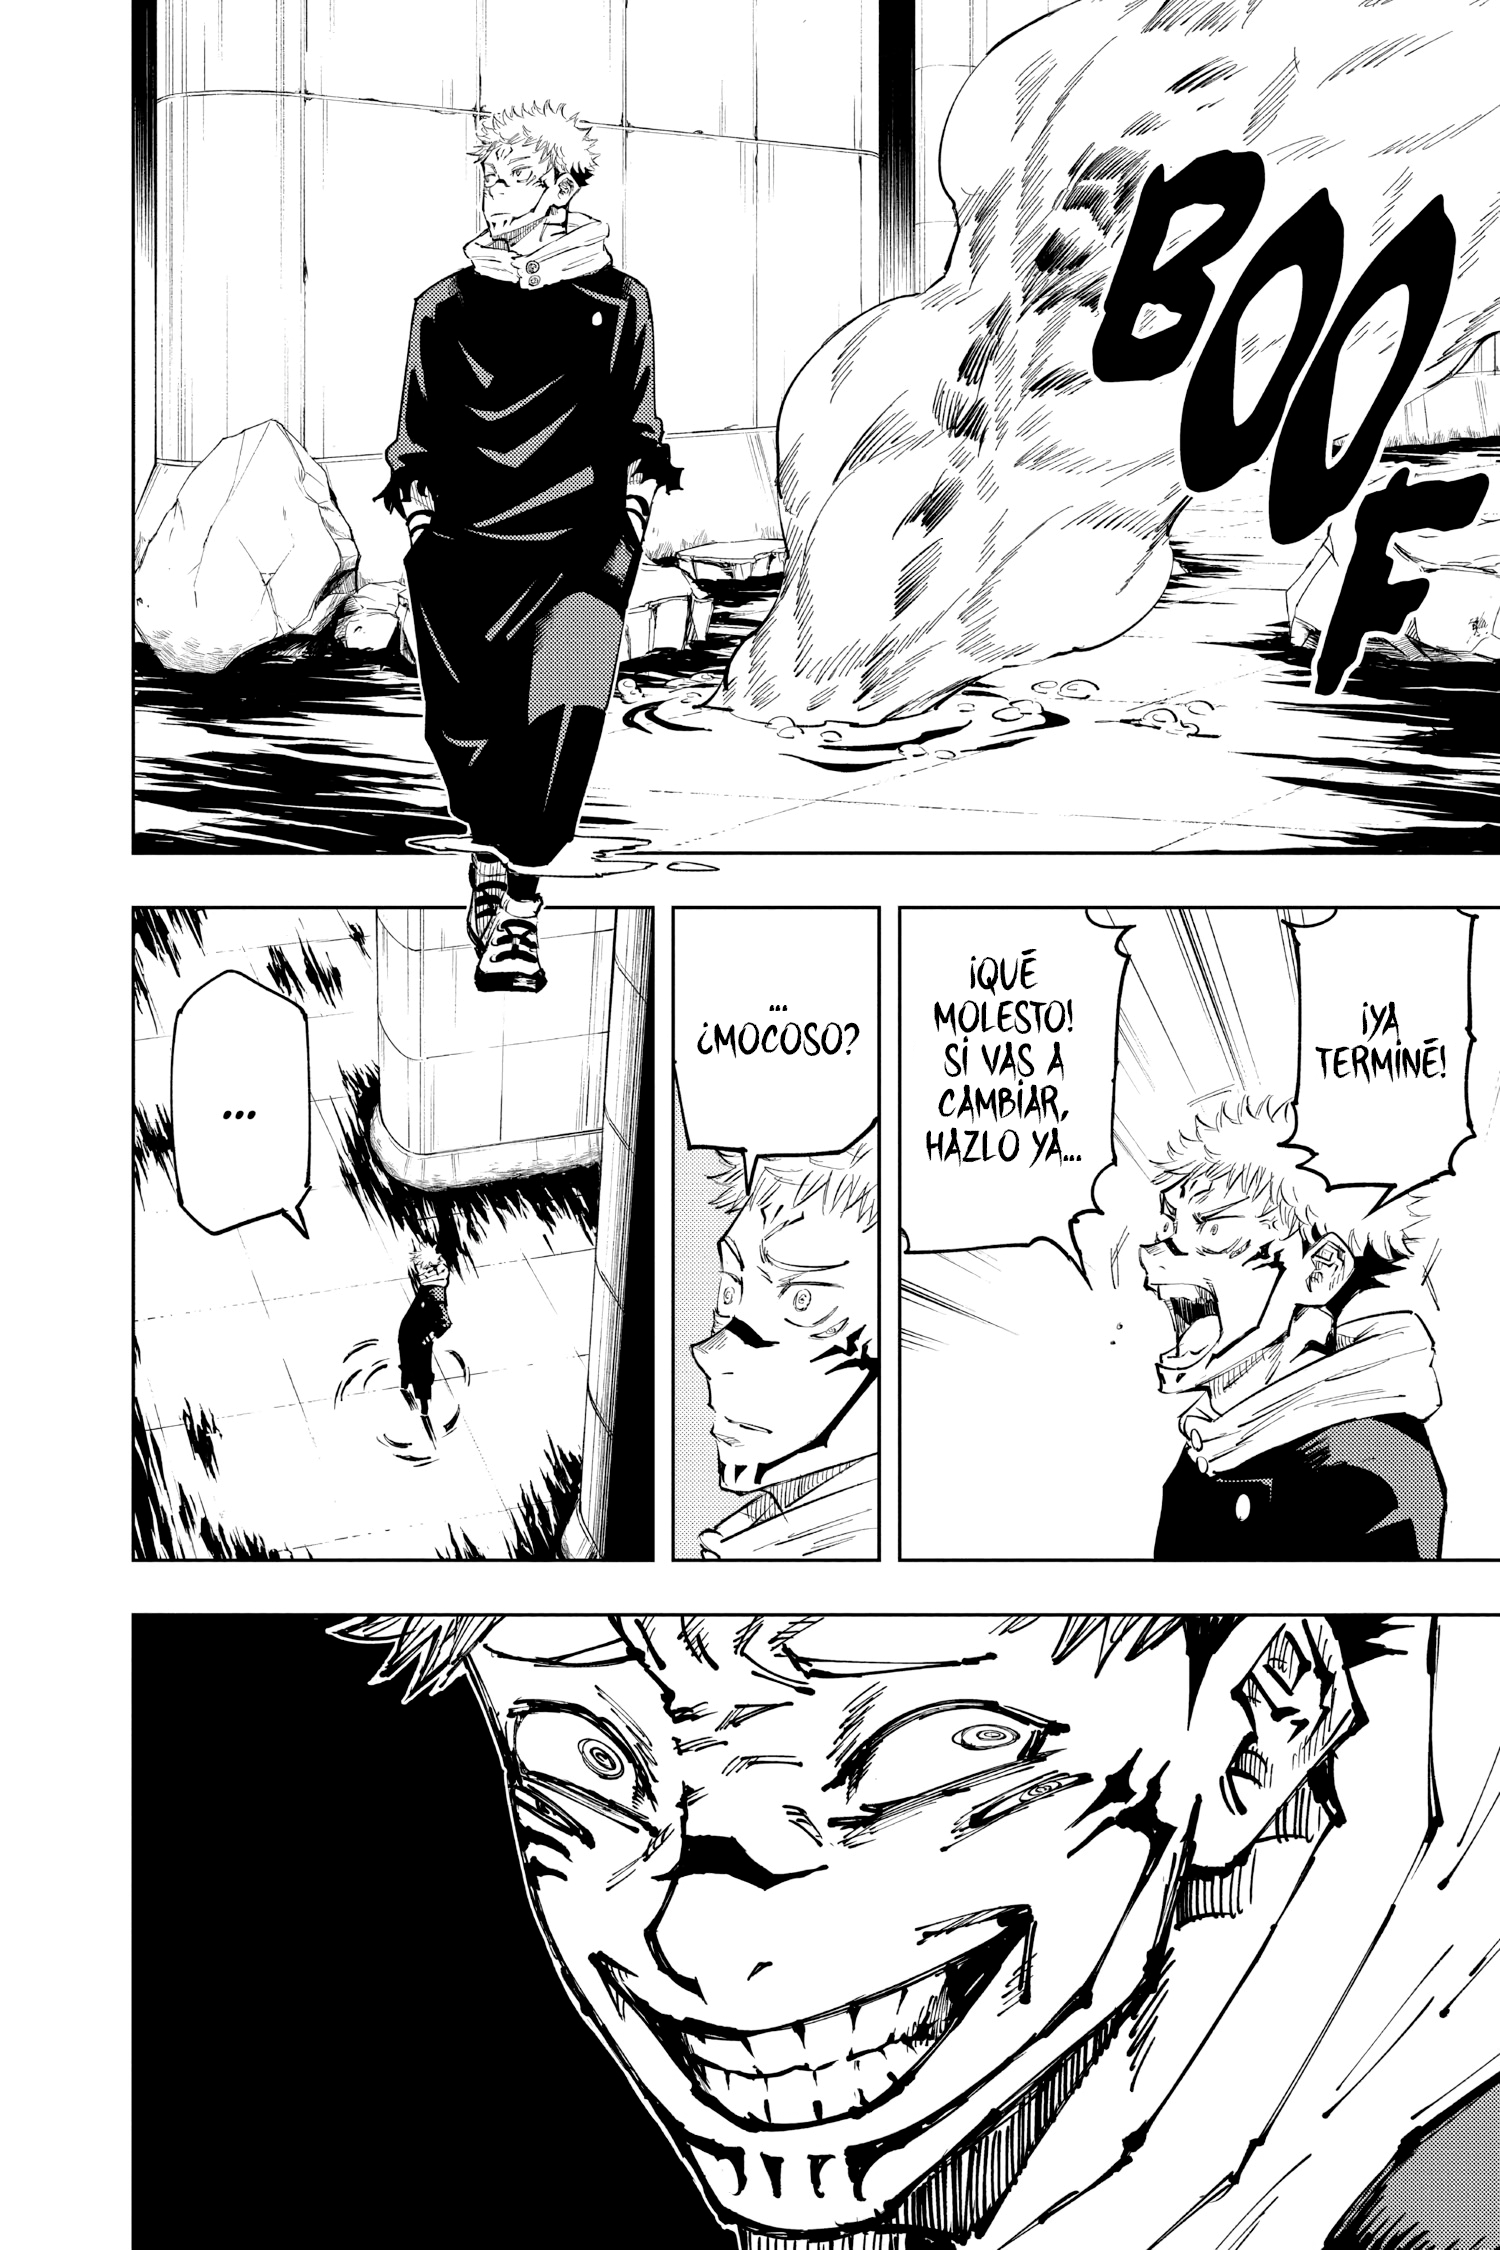 BOOF
¡YA
TERMINÉ!
¡QUÉ
MOLESTO!
SI VAS A
CAMBIAR,
HAZLO YA...
...
¿MOCOSO?
...